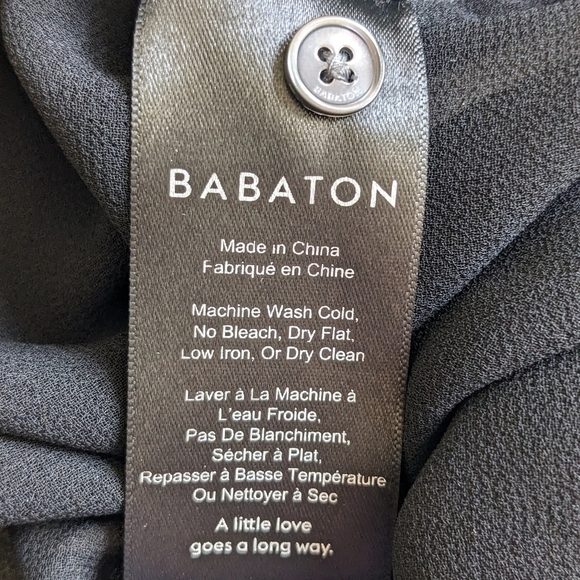 BABATON
BABATON
Made in China
Fabriqué en Chine
Machine Wash Cold,
No Bleach, Dry Flat,
Low Iron, Or Dry Clean
Laver à La Machine à
L'eau Froide,
Pas De Blanchiment,
Sécher à Plat,
Repasser à Basse Température
Ou Nettoyer à Sec
A little love
goes a long way.